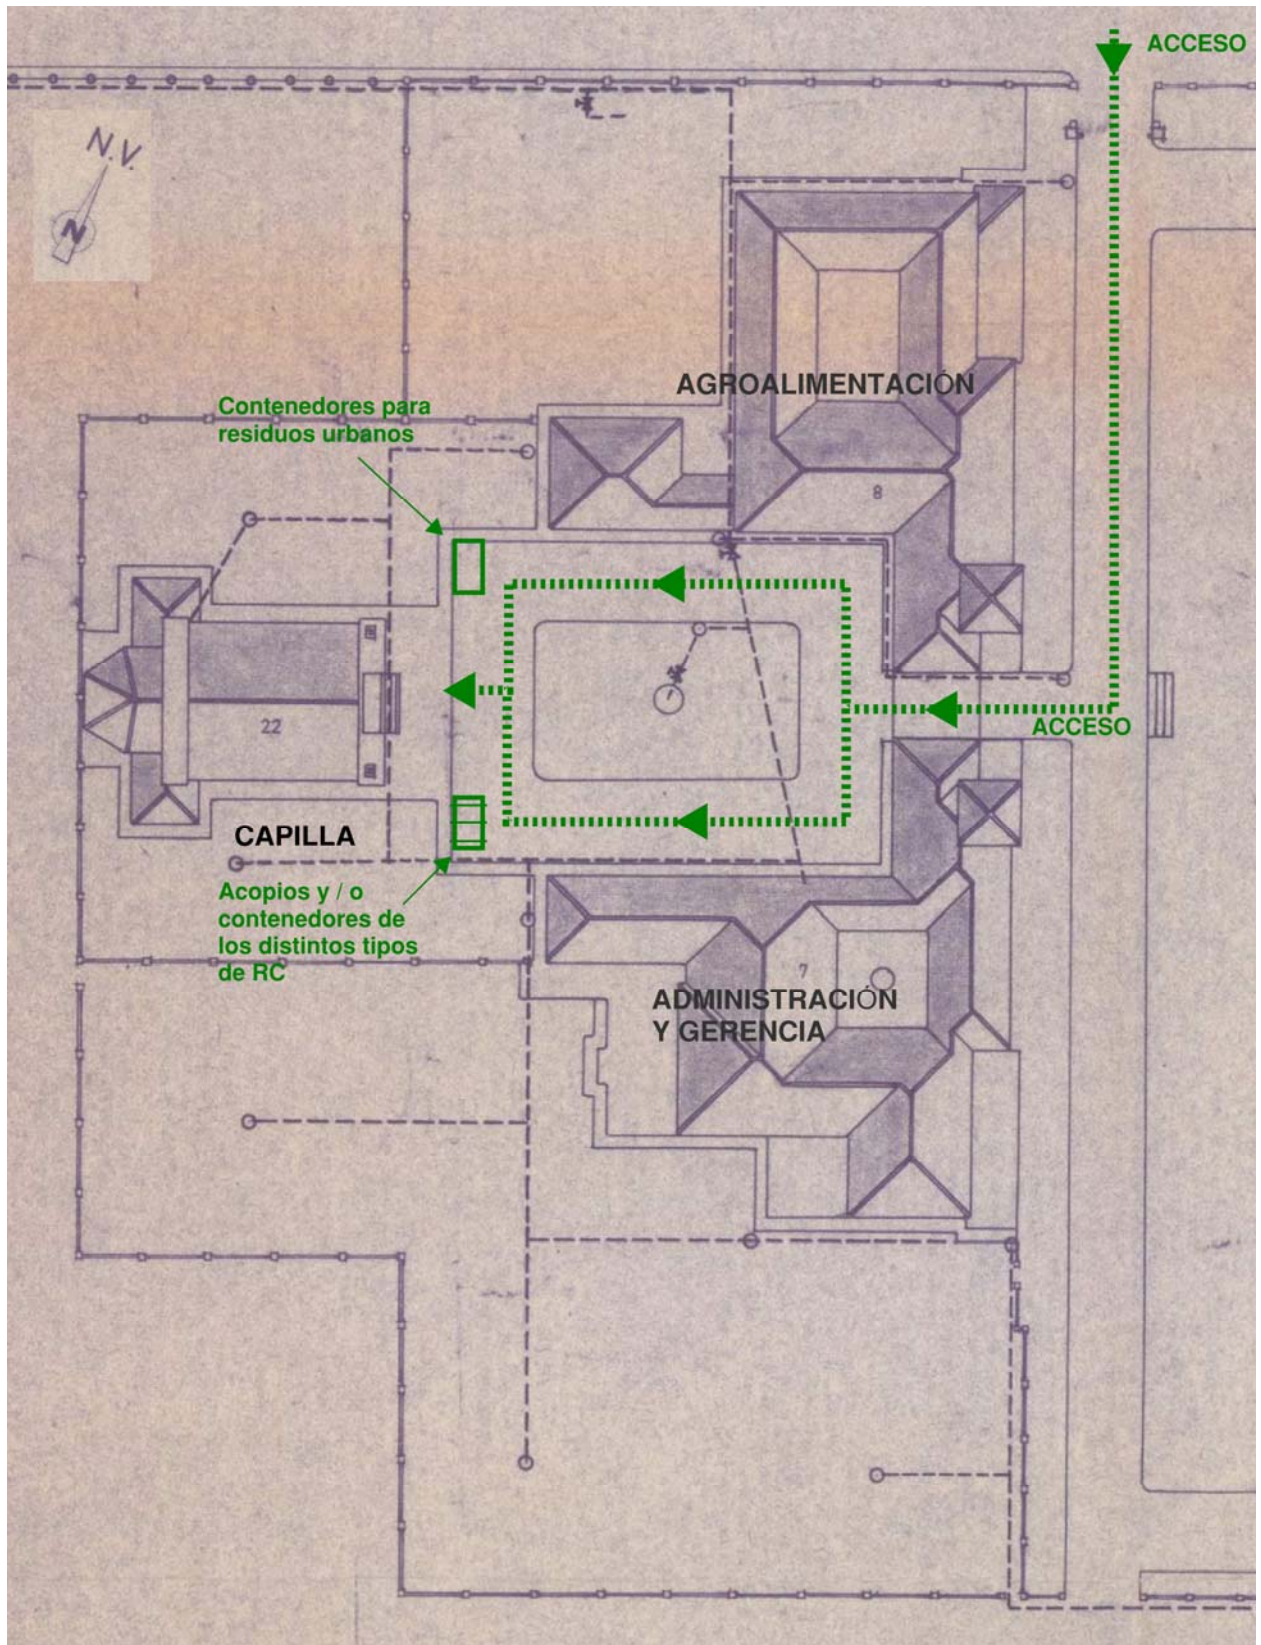 ACCESO
N.V.
N
AGROALIMENTACIÓN
Contenedores para
residuos urbanos
8
22
ACCESO
CAPILLA
Acopios y / o
contenedores de
los distintos tipos
de RC
7
ADMINISTRACIÓN
Y GERENCIA